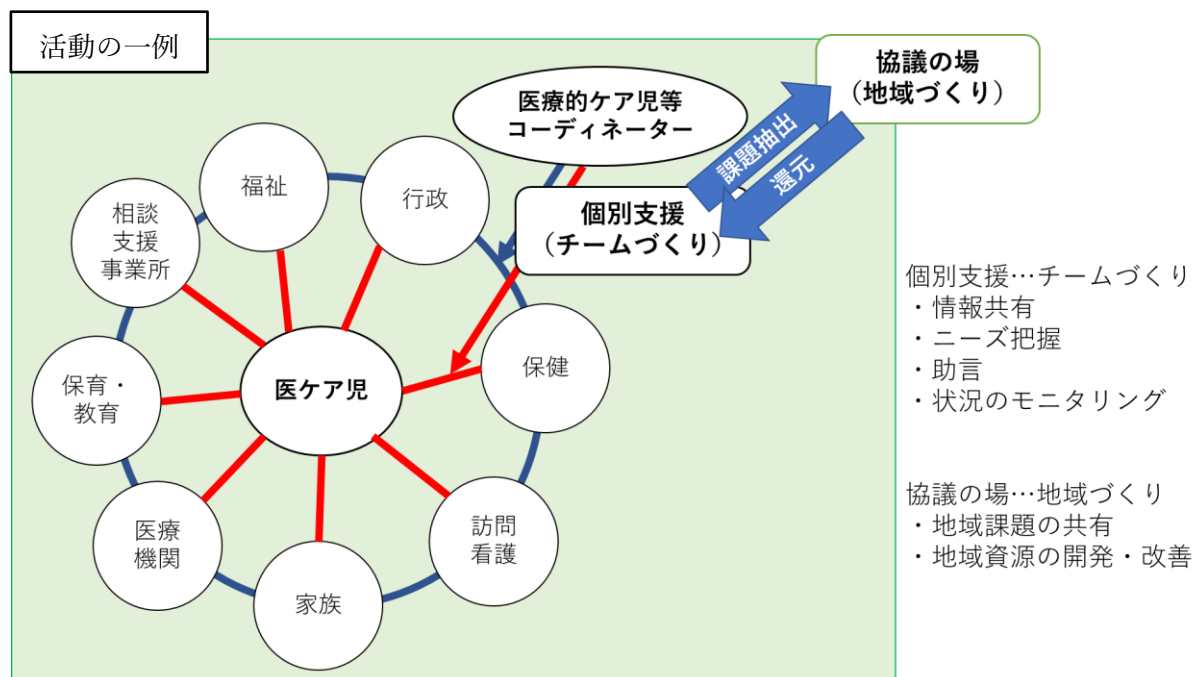 活動の一例
協議の場
（地域づくり）
医療的ケア児等
コーディネーター
課題抽出
還元
個別支援
（チームづくり）
福祉
行政
相談
支援
事業所
保健
医ケア児
保育・
教育
医療
機関
訪問
看護
家族
個別支援…チームづくり
・情報共有
・ニーズ把握
・助言
・状況のモニタリング
協議の場…地域づくり
・地域課題の共有
・地域資源の開発・改善